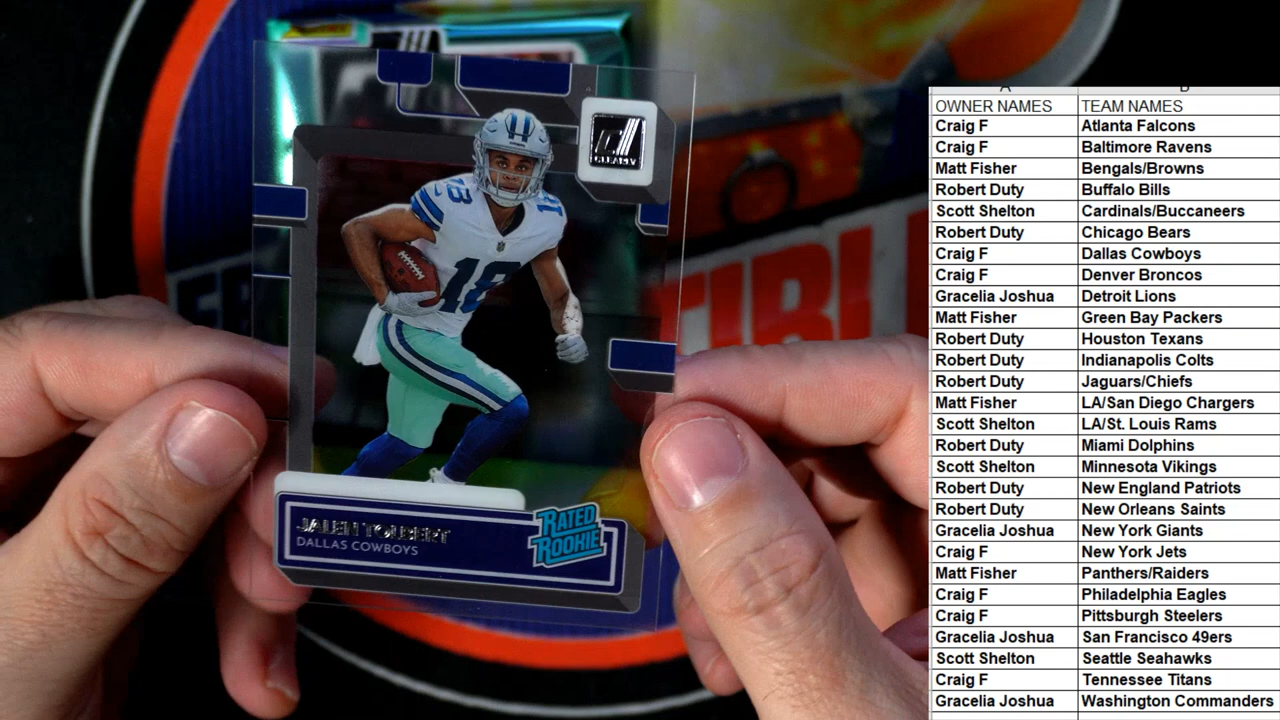 CLEARLY
18
18
18
JALEN TOLBERT
DALLAS COWBOYS
RATED
ROOKIE
TIBL
OWNER NAMES TEAM NAMES
Craig F Atlanta Falcons
Craig F Baltimore Ravens
Matt Fisher Bengals/Browns
Robert Duty Buffalo Bills
Scott Shelton Cardinals/Buccaneers
Robert Duty Chicago Bears
Craig F Dallas Cowboys
Craig F Denver Broncos
Gracelia Joshua Detroit Lions
Matt Fisher Green Bay Packers
Robert Duty Houston Texans
Robert Duty Indianapolis Colts
Robert Duty Jaguars/Chiefs
Matt Fisher LA/San Diego Chargers
Scott Shelton LA/St. Louis Rams
Robert Duty Miami Dolphins
Scott Shelton Minnesota Vikings
Robert Duty New England Patriots
Robert Duty New Orleans Saints
Gracelia Joshua New York Giants
Craig F New York Jets
Matt Fisher Panthers/Raiders
Craig F Philadelphia Eagles
Craig F Pittsburgh Steelers
Gracelia Joshua San Francisco 49ers
Scott Shelton Seattle Seahawks
Craig F Tennessee Titans
Gracelia Joshua Washington Commanders